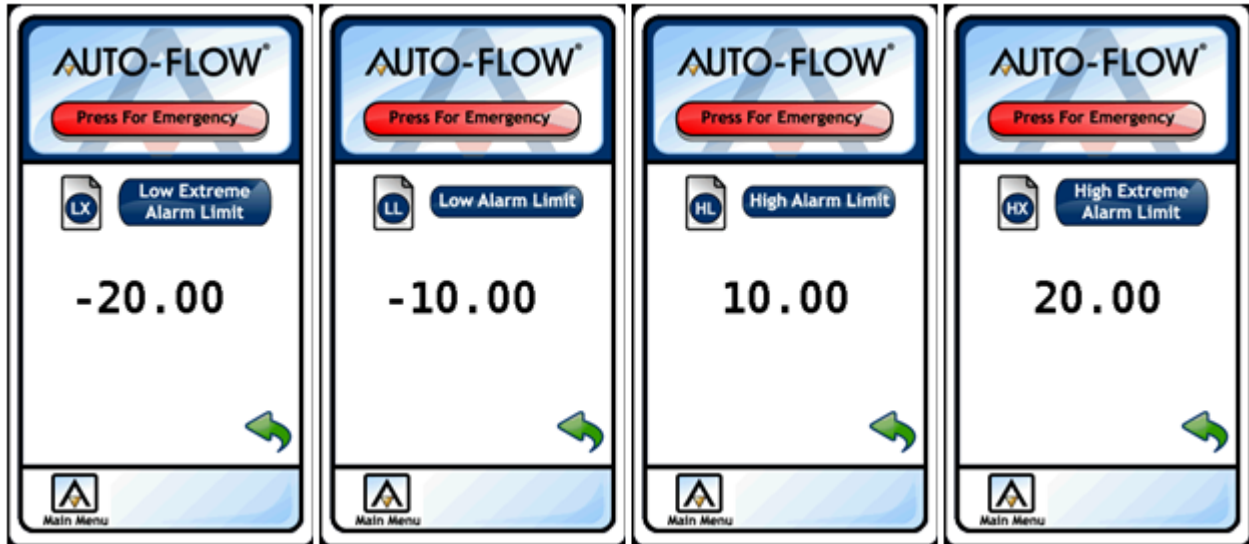 AUTO-FLOW®
Press For Emergency
LX
Low Extreme
Alarm Limit
-20.00
Main Menu
AUTO-FLOW®
Press For Emergency
LL
Low Alarm Limit
-10.00
Main Menu
AUTO-FLOW®
Press For Emergency
HL
High Alarm Limit
10.00
Main Menu
AUTO-FLOW®
Press For Emergency
HX
High Extreme
Alarm Limit
20.00
Main Menu